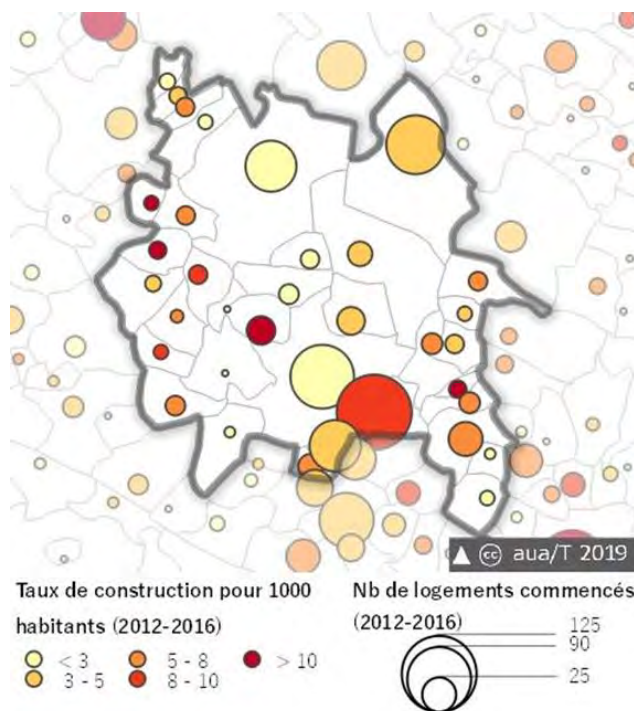 cc aua/T 2019
Taux de construction pour 1000
habitants (2012-2016)
< 3
5 - 8
> 10
3 - 5
8 - 10
Nb de logements commencés
(2012-2016)
125
90
25